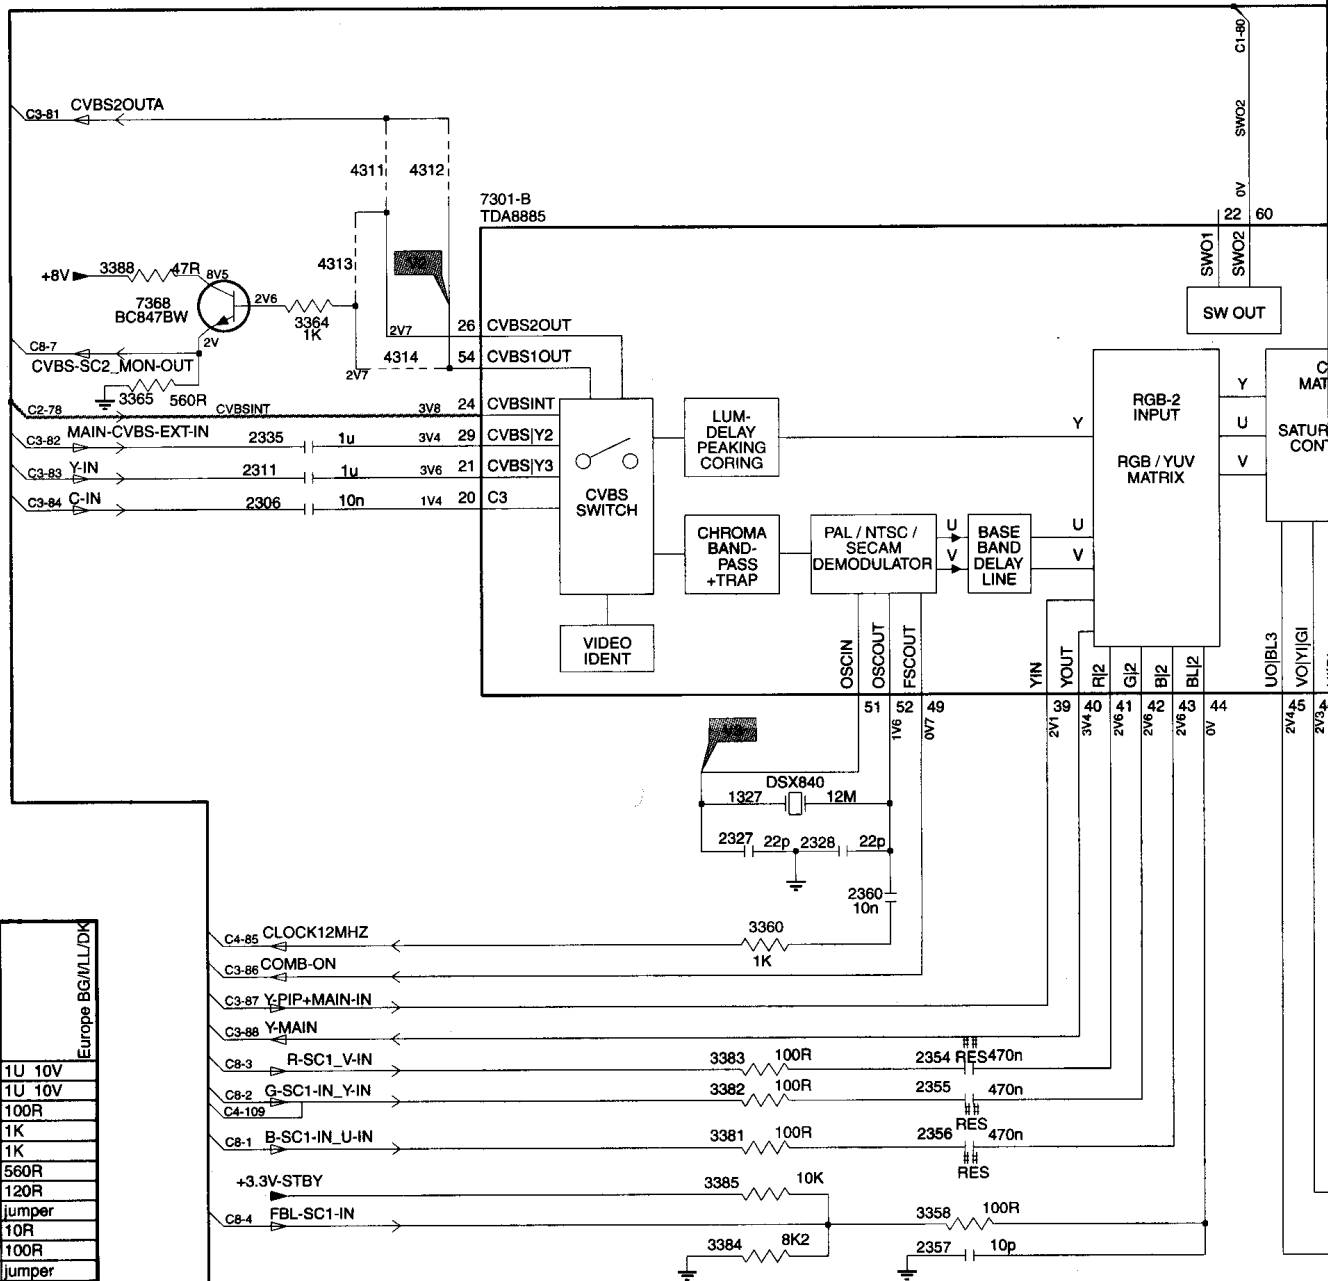 C1-80
SWO2
0V
C3-81 CVBS2OUTA
4311 4312
7301-B
TDA8885
22 60
SWO1 SWO2
SW OUT
+8V 3388 47R 8V5
4313
V2
7368
BC847BW
2V6
3364
1K
2V
C8-7
CVBS-SC2_MON-OUT
3365 560R
2V7
26 CVBS2OUT
4314
2V7
54 CVBS1OUT
C2-78 CVBSINT 3V8 24 CVBSINT
C3-82 MAIN-CVBS-EXT-IN 2335 1u 3V4 29 CVBS|Y2
C3-83 Y-IN 2311 1u 3V6 21 CVBS|Y3
C3-84 C-IN 2306 10n 1V4 20 C3
CVBS
SWITCH
VIDEO
IDENT
LUM-
DELAY
PEAKING
CORING
CHROMA
BAND-
PASS
+TRAP
PAL / NTSC /
SECAM
DEMODULATOR
U
V
BASE
BAND
DELAY
LINE
Y
U
V
RGB-2
INPUT
RGB / YUV
MATRIX
Y
U
V
C
MAT
SATUR
CONT
OSCIN OSCOUT FSCOUT
YIN YOUT R|2 G|2 B|2 BL|2
UO|BL3 VO|YI|GI
51 52 49
1V6 0V7
39 40 41 42 43 44
2V1 3V4 2V6 2V6 2V6 0V
45 4
2V4 2V3
DSX840
1327 12M
2327 22p 2328 22p
2360
10n
C4-85 CLOCK12MHZ
3360
1K
C3-86 COMB-ON
C3-87 Y-PIP+MAIN-IN
C3-88 Y-MAIN
C8-3 R-SC1_V-IN 3383 100R 2354 RES 470n
C8-2 G-SC1-IN_Y-IN 3382 100R 2355 470n
C4-109
RES
C8-1 B-SC1-IN_U-IN 3381 100R 2356 470n
RES
+3.3V-STBY 3385 10K
C8-4 FBL-SC1-IN 3358 100R
3384 8K2 2357 10p
Europe BG/I/LL/DK
1U 10V
1U 10V
100R
1K
1K
560R
120R
jumper
10R
100R
jumper